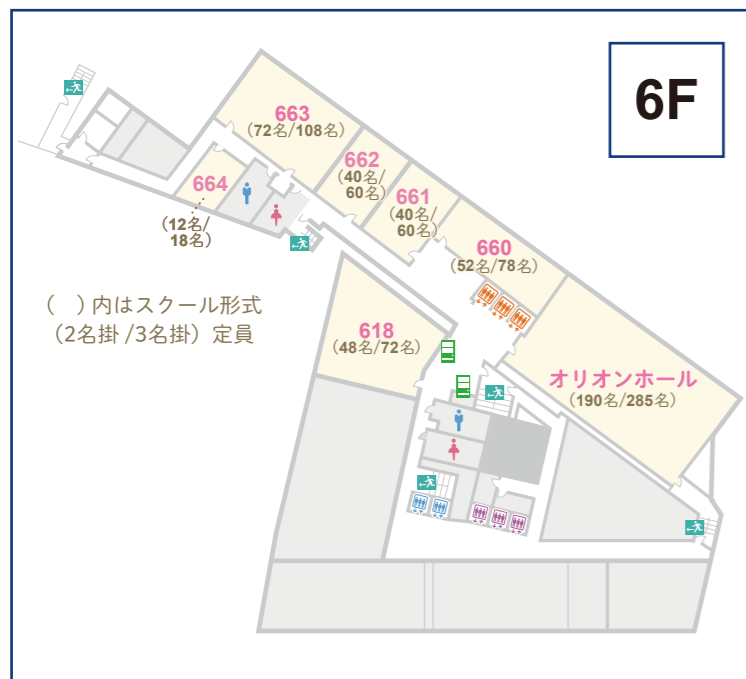 6F
663
(72名/108名)
662
(40名/
60名)
661
(40名/
60名)
664
(12名/
18名)
660
(52名/78名)
(　) 内はスクール形式
(2名掛 /3名掛) 定員
618
(48名/72名)
オリオンホール
(190名/285名)